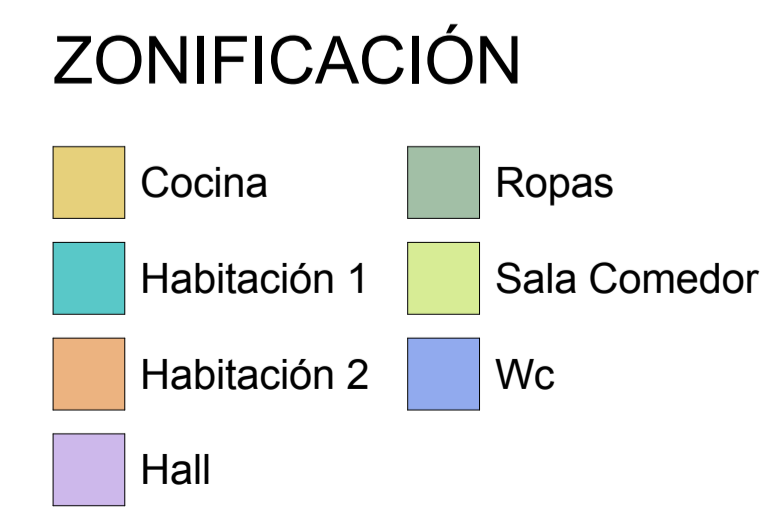 ZONIFICACIÓN
Cocina
Habitación 1
Habitación 2
Hall
Ropas
Sala Comedor
Wc